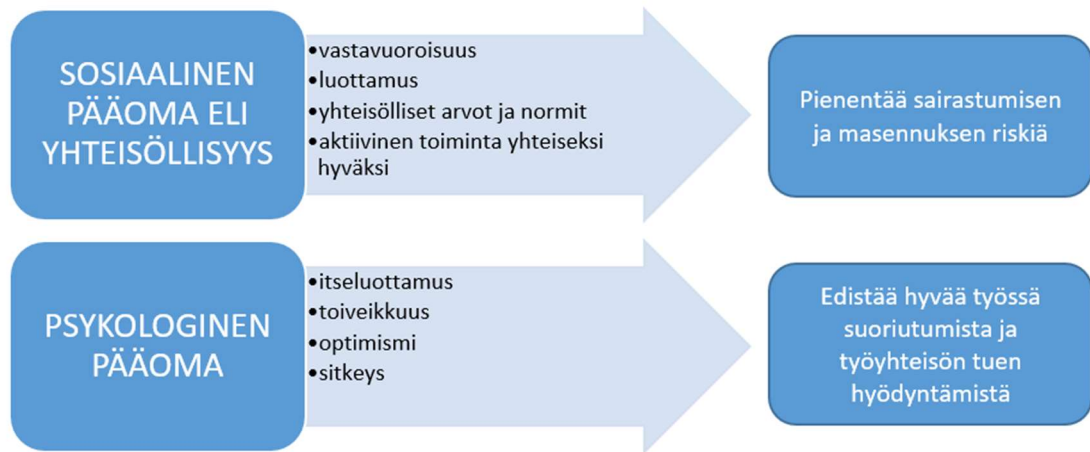 SOSIAALINEN
PÄÄOMA ELI
YHTEISÖLLISYYS
•vastavuoroisuus
•luottamus
•yhteisölliset arvot ja normit
•aktiivinen toiminta yhteiseksi
hyväksi
Pienentää sairastumisen
ja masennuksen riskiä
PSYKOLOGINEN
PÄÄOMA
•itseluottamus
•toiveikkuus
•optimismi
•sitkeys
Edistää hyvää työssä
suoriutumista ja
työyhteisön tuen
hyödyntämistä